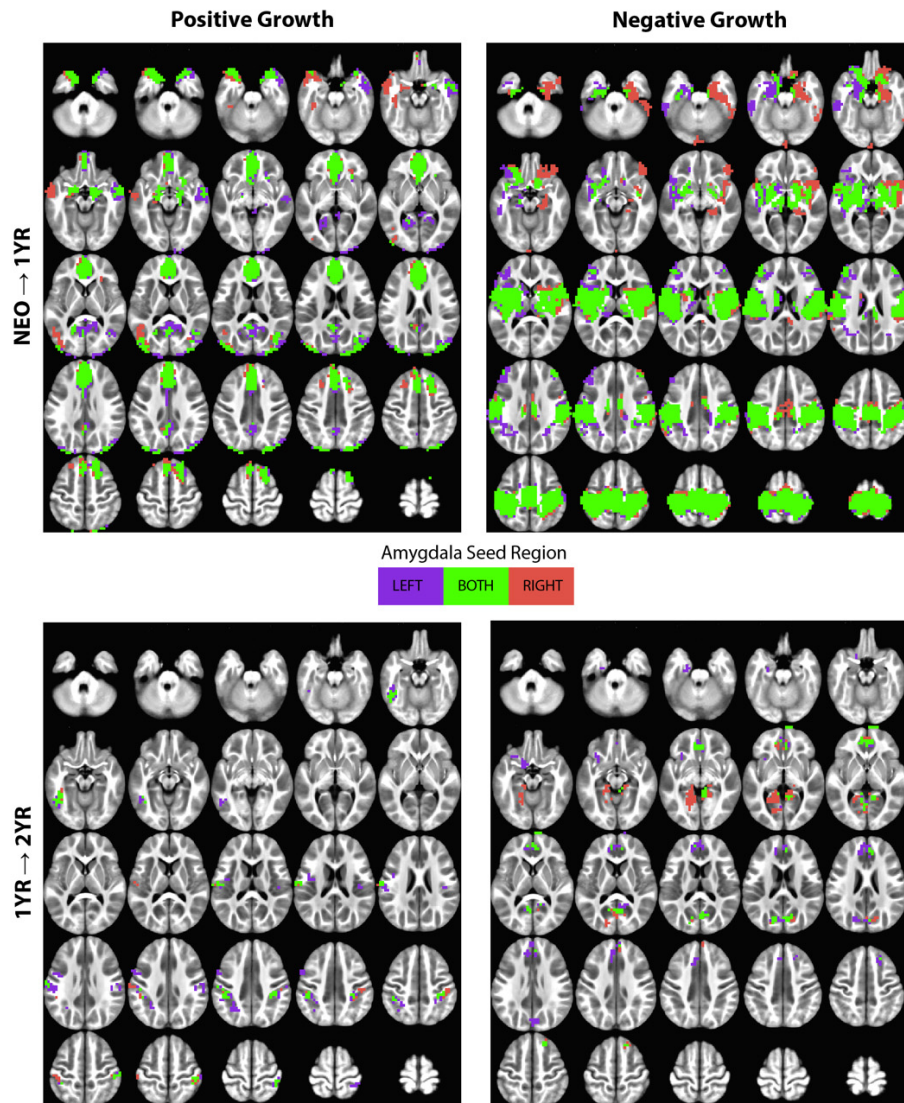 Positive Growth
Negative Growth
NEO → 1YR
Amygdala Seed Region
LEFT
BOTH
RIGHT
1YR → 2YR